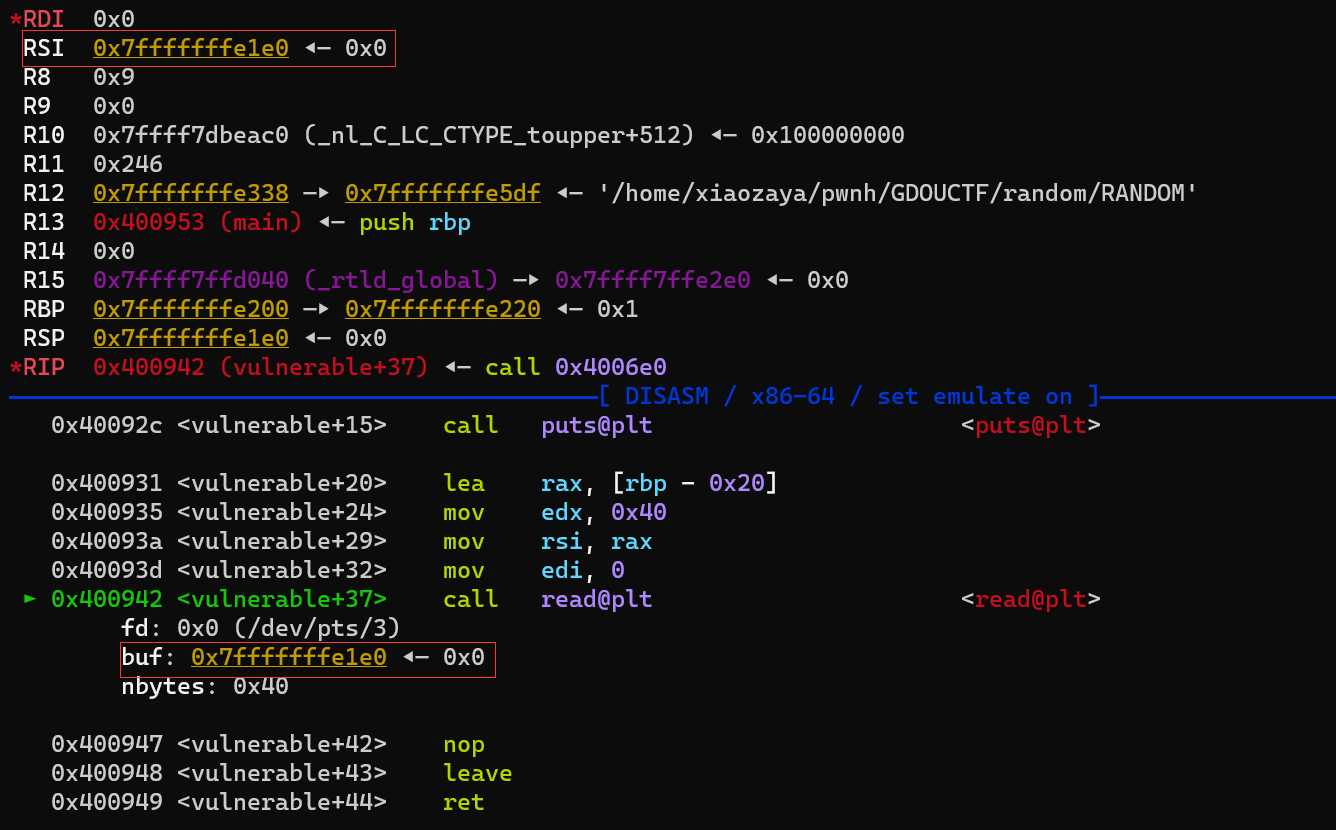 *RDI  0x0
 RSI  0x7fffffffe1e0 ◂— 0x0
 R8   0x9
 R9   0x0
 R10  0x7ffff7dbeac0 (_nl_C_LC_CTYPE_toupper+512) ◂— 0x100000000
 R11  0x246
 R12  0x7fffffffe338 —▸ 0x7fffffffe5df ◂— '/home/xiaozaya/pwnh/GDOUCTF/random/RANDOM'
 R13  0x400953 (main) ◂— push rbp
 R14  0x0
 R15  0x7ffff7ffd040 (_rtld_global) —▸ 0x7ffff7ffe2e0 ◂— 0x0
 RBP  0x7fffffffe200 —▸ 0x7fffffffe220 ◂— 0x1
 RSP  0x7fffffffe1e0 ◂— 0x0
*RIP  0x400942 (vulnerable+37) ◂— call 0x4006e0
[ DISASM / x86-64 / set emulate on ]
0x40092c <vulnerable+15>    call   puts@plt                      <puts@plt>
0x400931 <vulnerable+20>    lea    rax, [rbp - 0x20]
0x400935 <vulnerable+24>    mov    edx, 0x40
0x40093a <vulnerable+29>    mov    rsi, rax
0x40093d <vulnerable+32>    mov    edi, 0
► 0x400942 <vulnerable+37>    call   read@plt                      <read@plt>
fd: 0x0 (/dev/pts/3)
buf: 0x7fffffffe1e0 ◂— 0x0
nbytes: 0x40
0x400947 <vulnerable+42>    nop
0x400948 <vulnerable+43>    leave
0x400949 <vulnerable+44>    ret